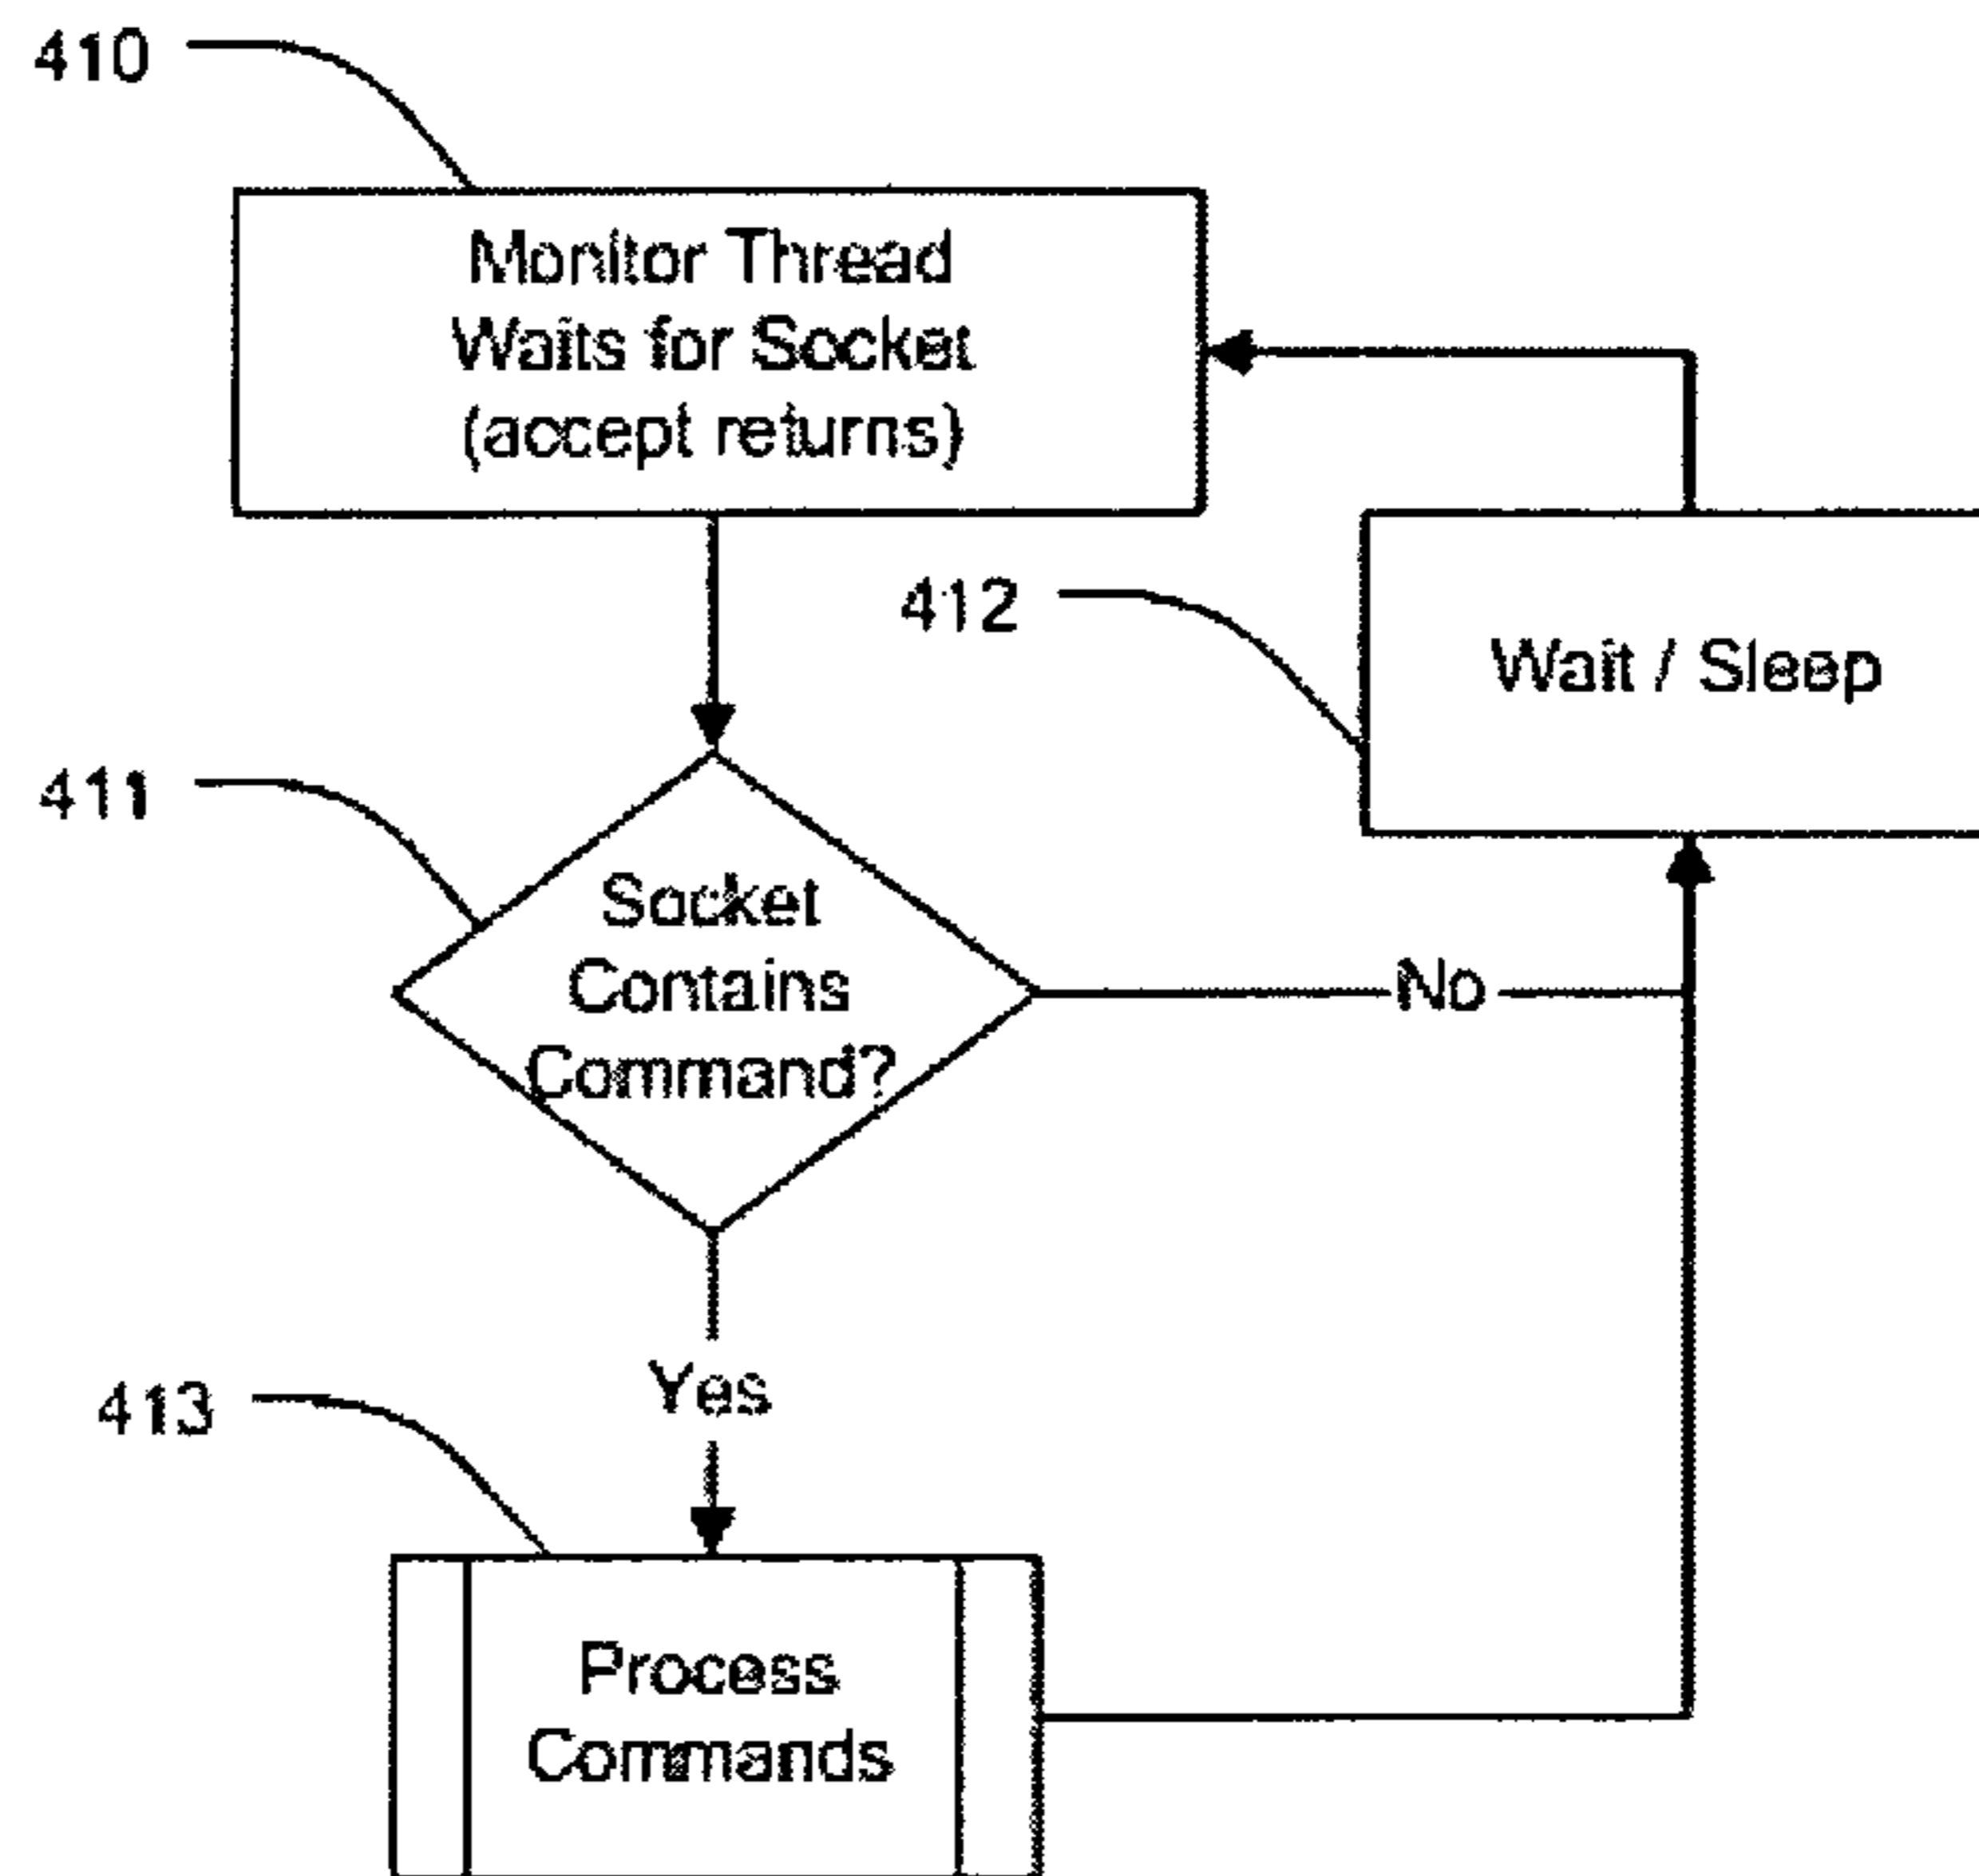 410
Monitor Thread
Waits for Socket
(accept returns)
412
Wait / Sleep
411
Socket
Contains
Command?
No
Yes
413
Process
Commands